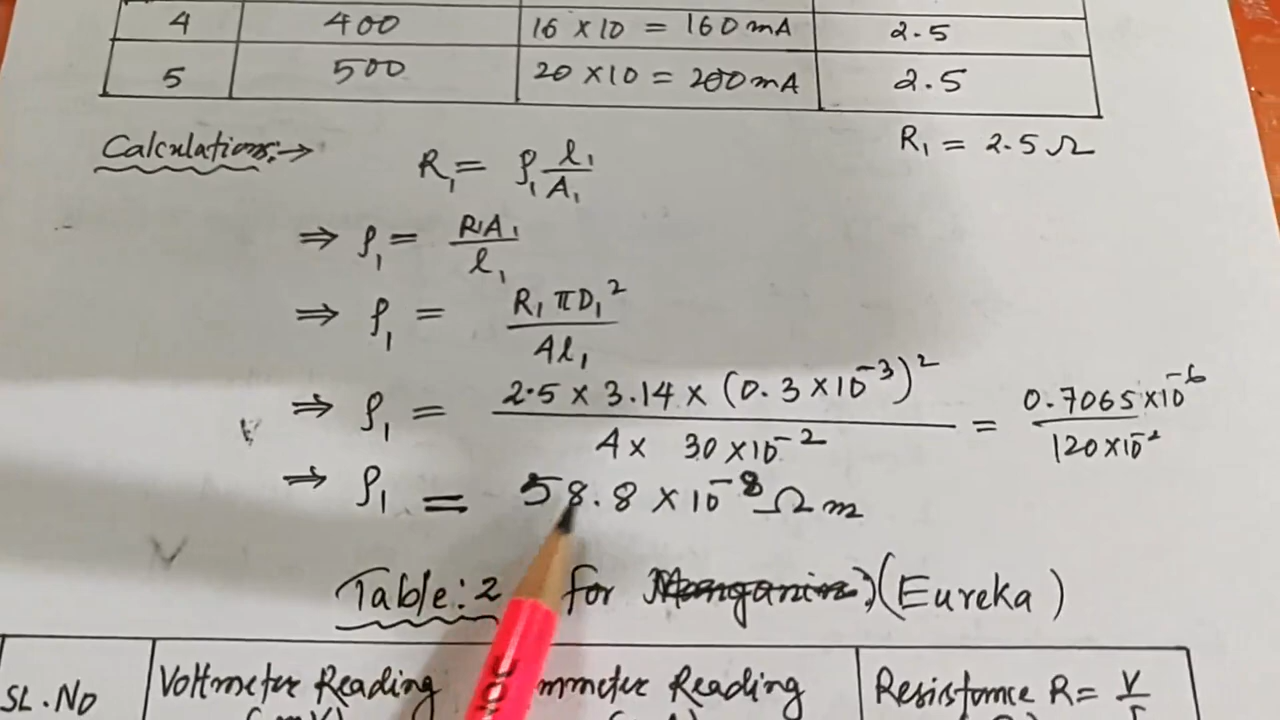 4 400 16 × 10 = 160 mA 2.5
5 500 20 × 10 = 200 mA 2.5
R₁ = 2.5 Ω
Calculations:→ R₁ = ρ₁ l₁/A₁
⇒ ρ₁ = R₁A₁/l₁
⇒ ρ₁ = R₁ πD₁²/4l₁
⇒ ρ₁ = 2.5 × 3.14 × (0.3 × 10⁻³)²/4 × 30 × 10⁻² = 0.7065 × 10⁻⁶/120 × 10⁻²
⇒ ρ₁ = 58.8 × 10⁻⁸ Ω m
Table: 2 for Manganin:) (Eureka)
SL. NO Voltmeter Reading mmeter Reading Resistance R = V